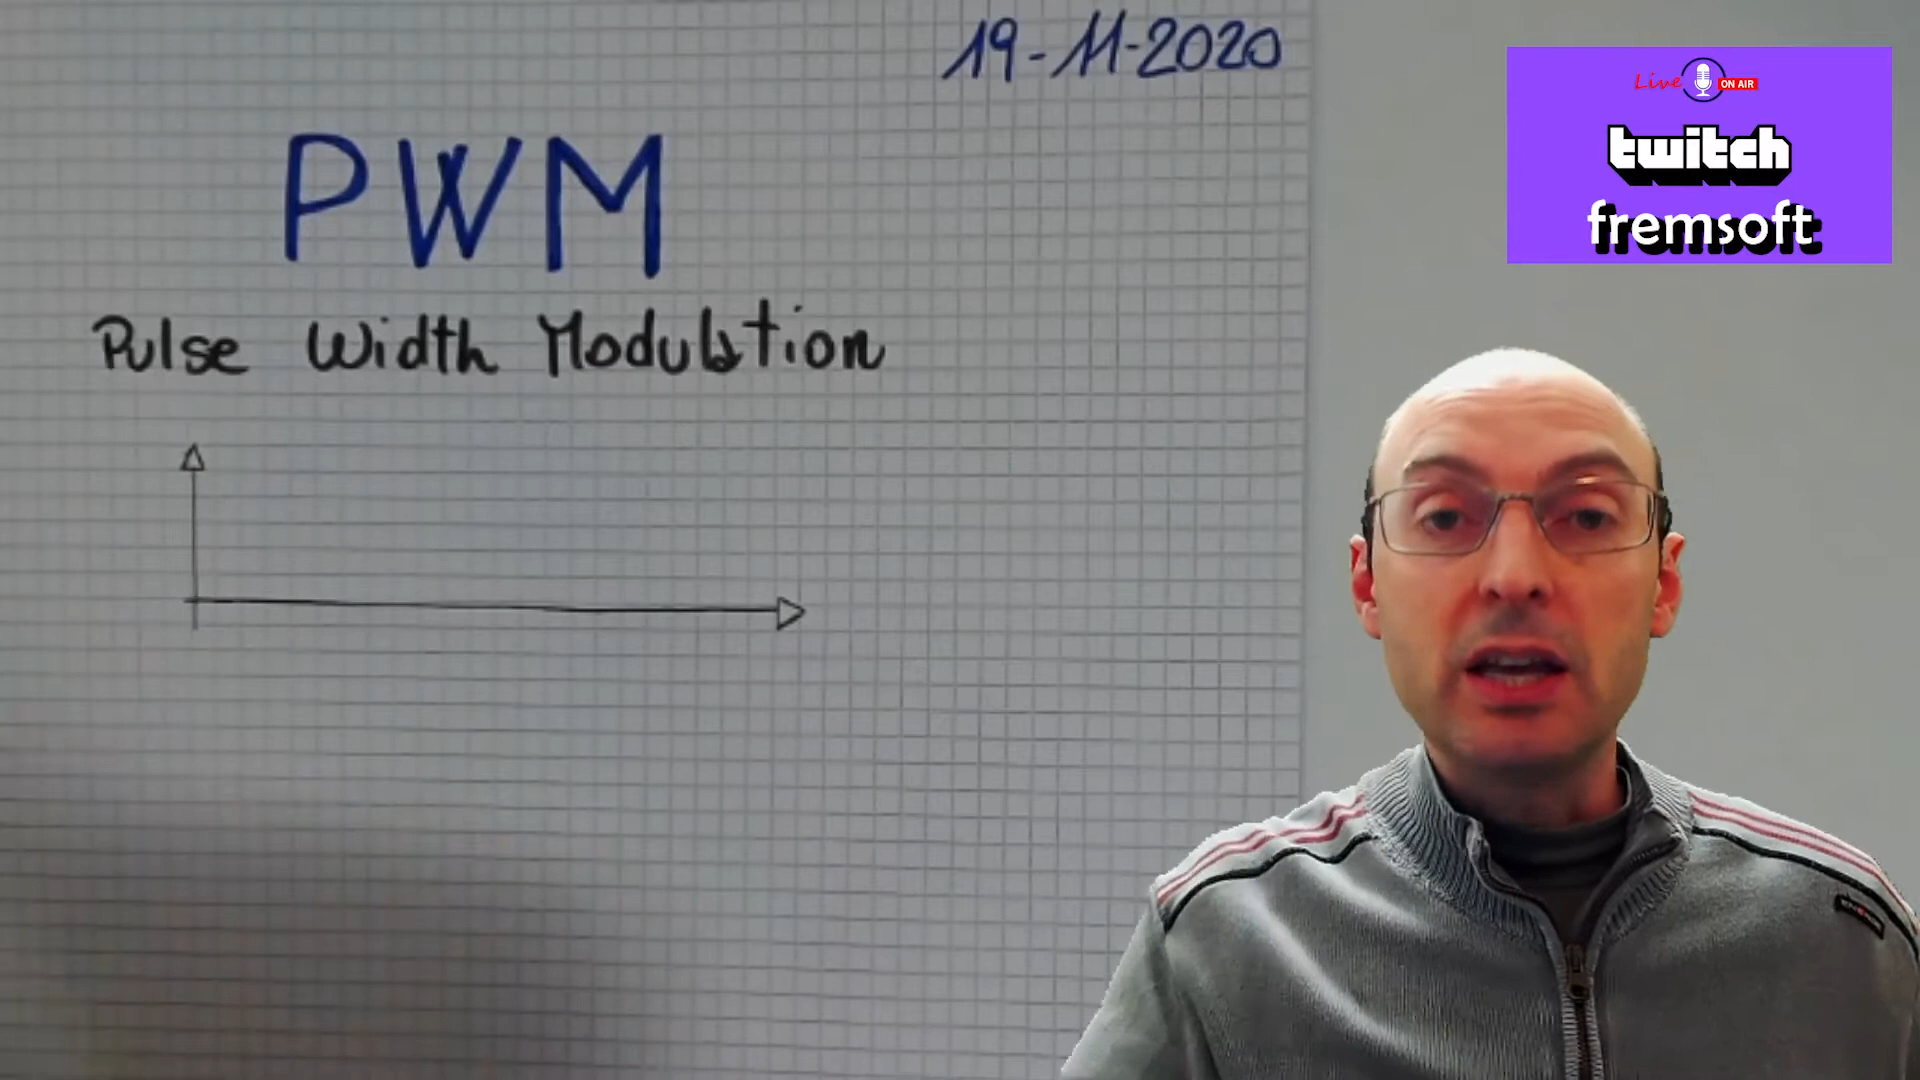 19-11-2020
PWM
Pulse Width Modulation
Live ON AIR
twitch
fremsoft